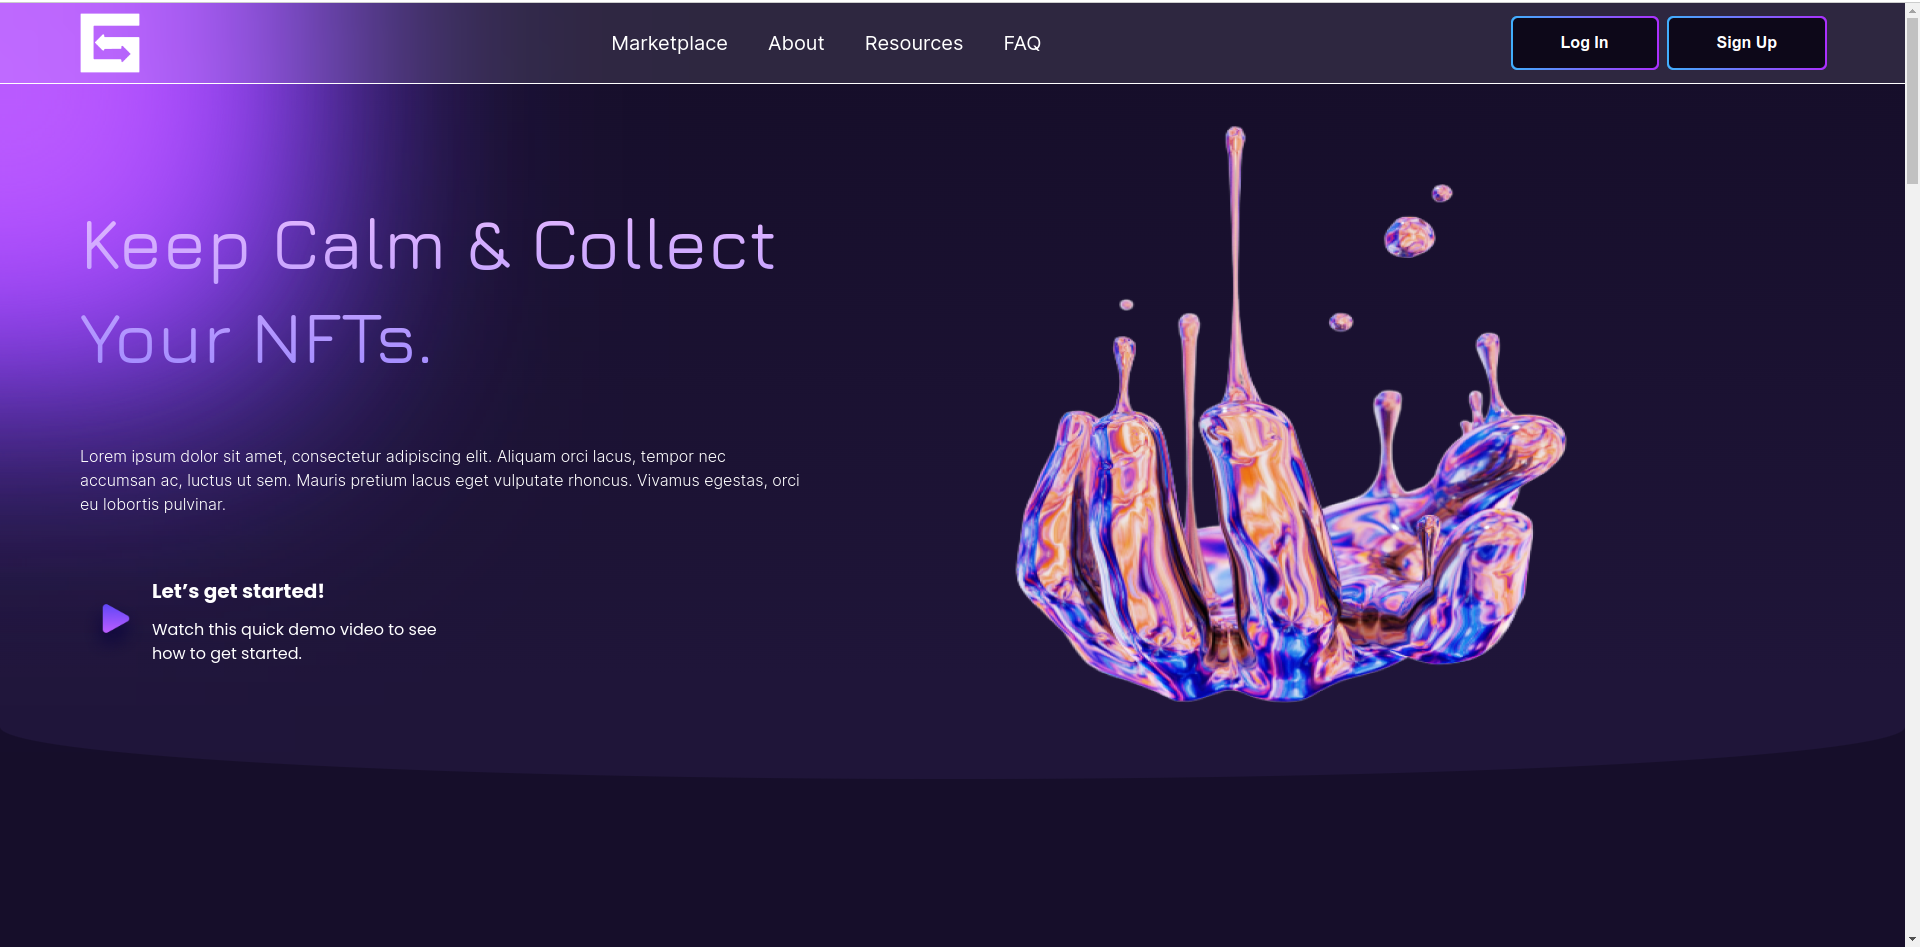 Marketplace About Resources FAQ Log In Sign Up
Keep Calm & Collect
Your NFTs.
Lorem ipsum dolor sit amet, consectetur adipiscing elit. Aliquam orci lacus, tempor nec
accumsan ac, luctus ut sem. Mauris pretium lacus eget vulputate rhoncus. Vivamus egestas, orci
eu lobortis pulvinar.
Let’s get started!
Watch this quick demo video to see
how to get started.